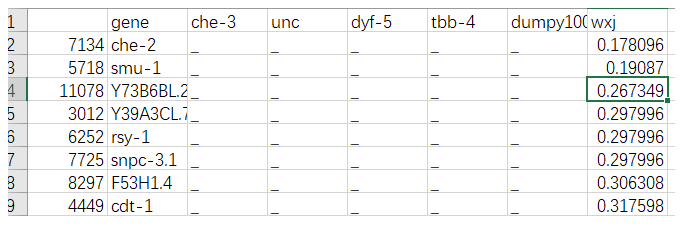 1 gene che-3 unc dyf-5 tbb-4 dumpy100 wxj
2 7134 che-2 _ _ _ _ _ 0.178096
3 5718 smu-1 _ _ _ _ _ 0.19087
4 11078 Y73B6BL.2 _ _ _ _ _ 0.267349
5 3012 Y39A3CL.7 _ _ _ _ _ 0.297996
6 6252 rsy-1 _ _ _ _ _ 0.297996
7 7725 snpc-3.1 _ _ _ _ _ 0.297996
8 8297 F53H1.4 _ _ _ _ _ 0.306308
9 4449 cdt-1 _ _ _ _ _ 0.317598